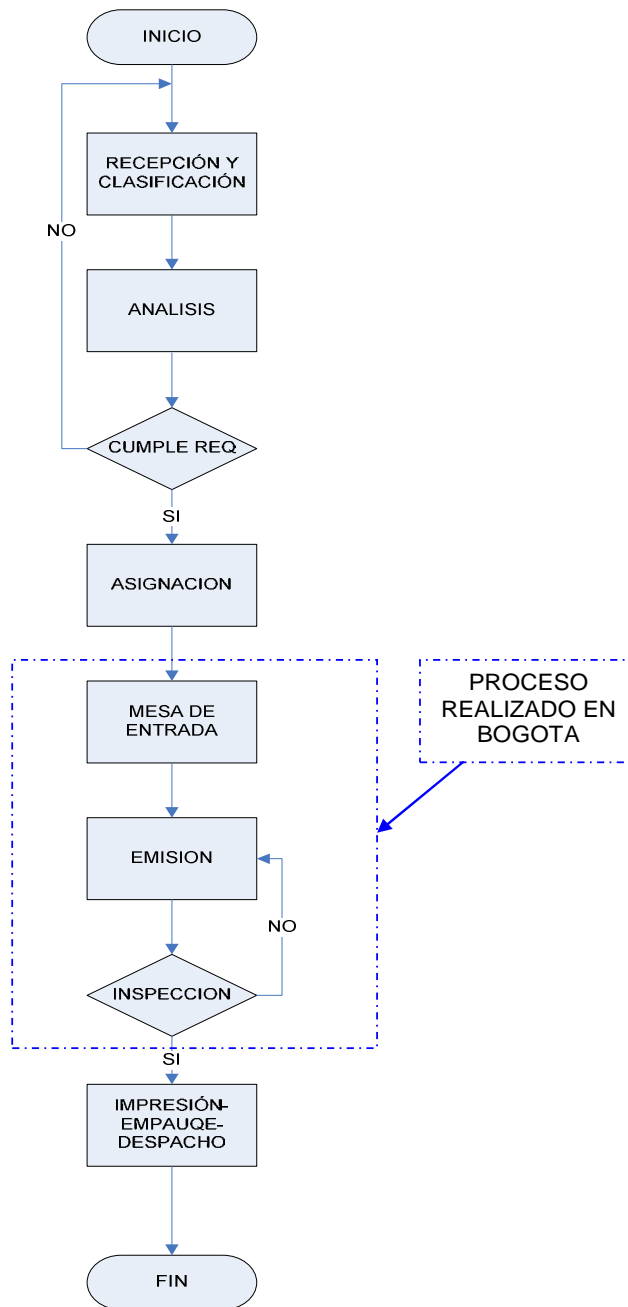 INICIO
RECEPCIÓN Y
CLASIFICACIÓN
NO
ANALISIS
CUMPLE REQ
SI
ASIGNACION
MESA DE
ENTRADA
PROCESO
REALIZADO EN
BOGOTA
EMISION
NO
INSPECCION
SI
IMPRESIÓN-
EMPAUQE-
DESPACHO
FIN